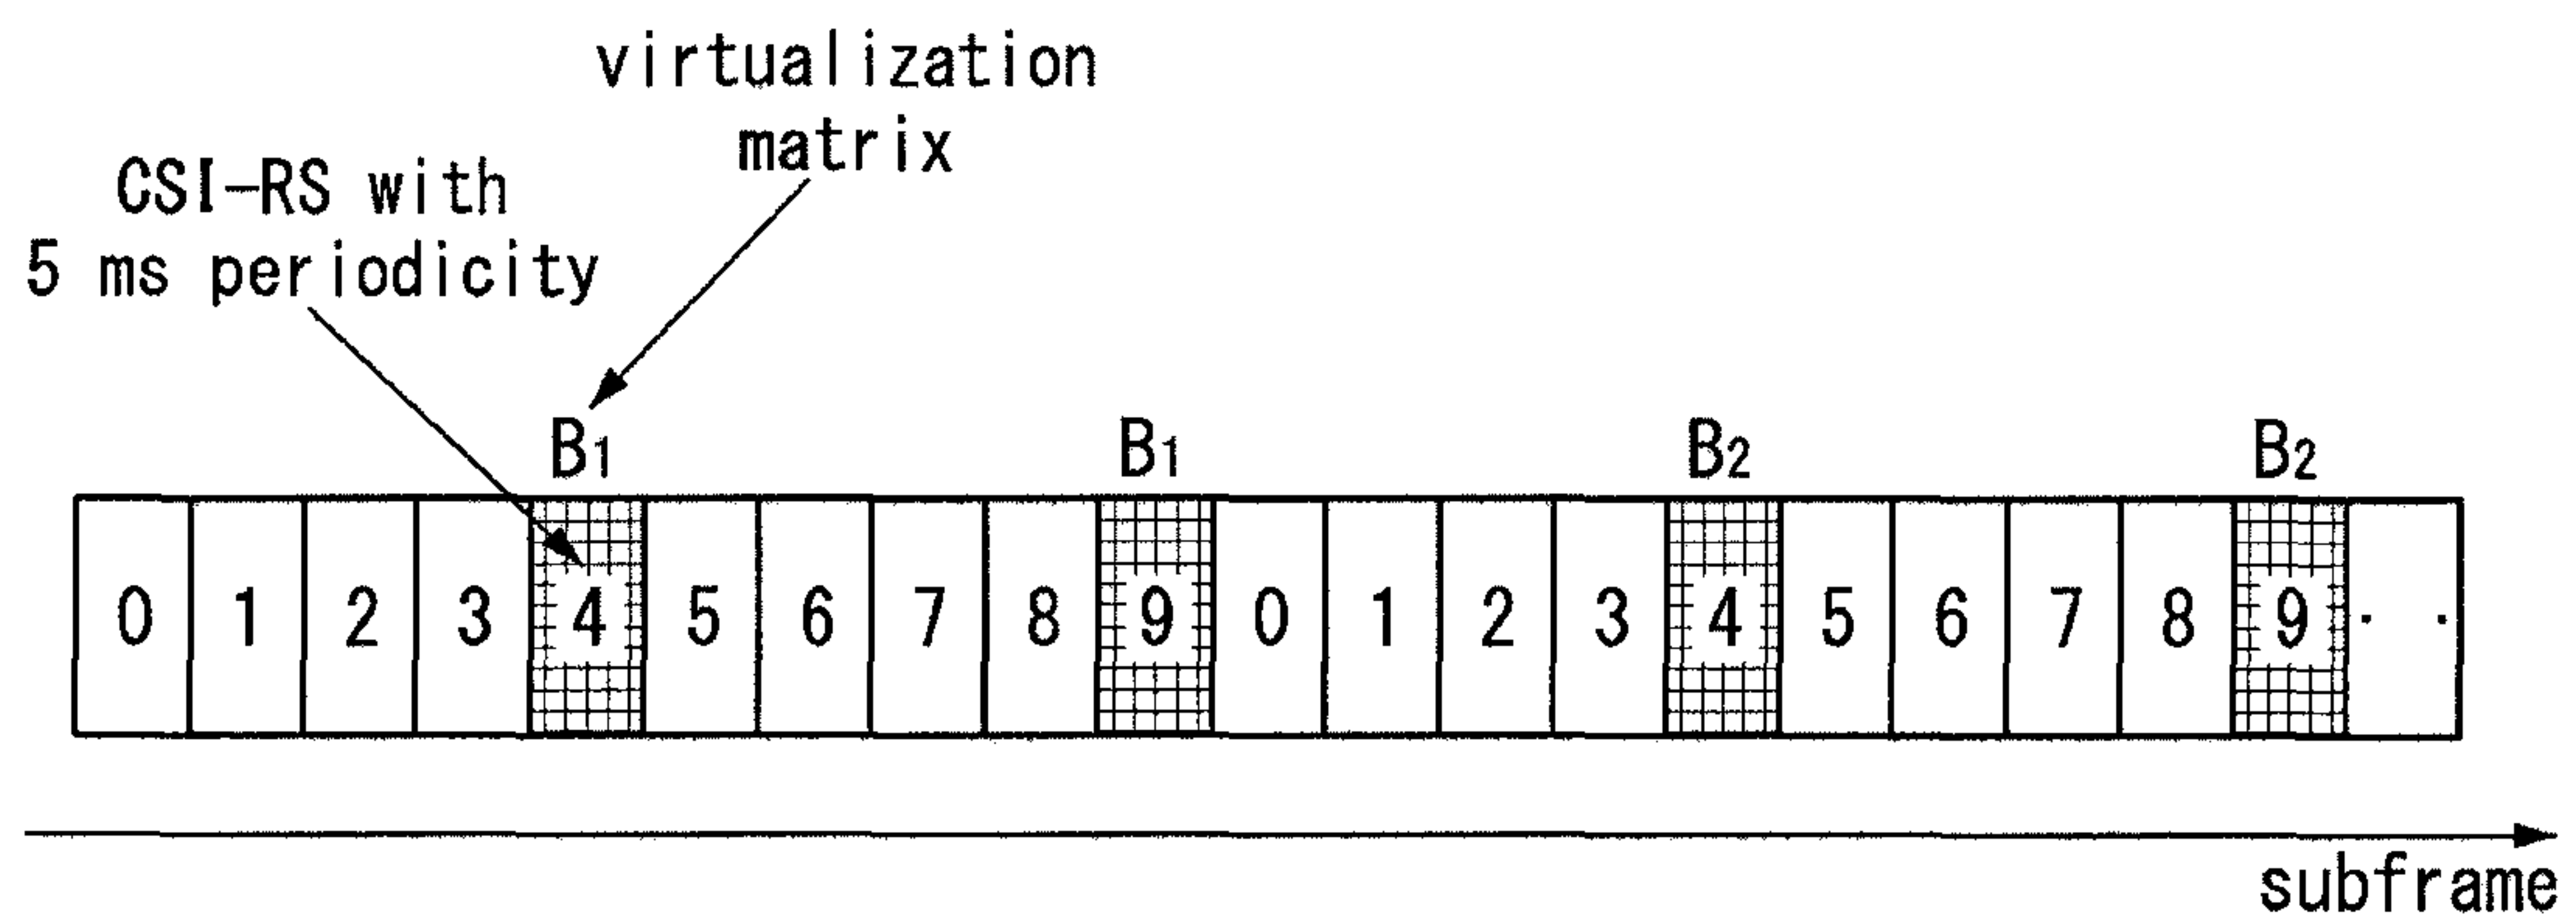 virtualization
matrix
CSI-RS with
5 ms periodicity
B1 B1 B2 B2
0 1 2 3 4 5 6 7 8 9 0 1 2 3 4 5 6 7 8 9 . .
subframe